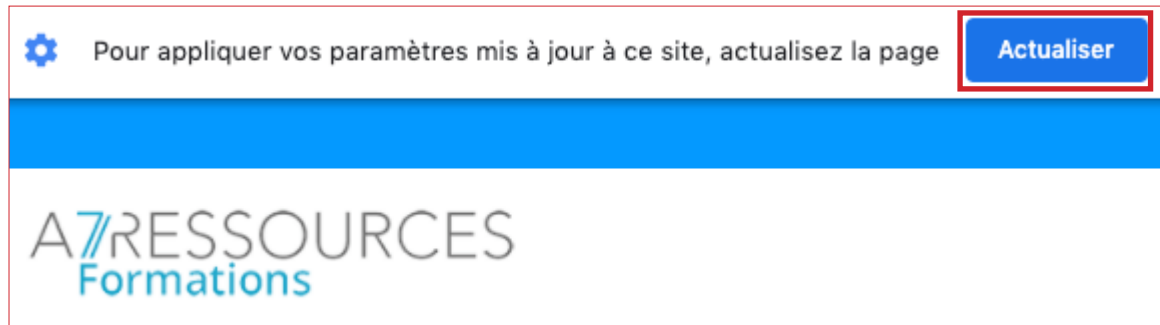 Pour appliquer vos paramètres mis à jour à ce site, actualisez la page Actualiser
A7RESSOURCES
Formations